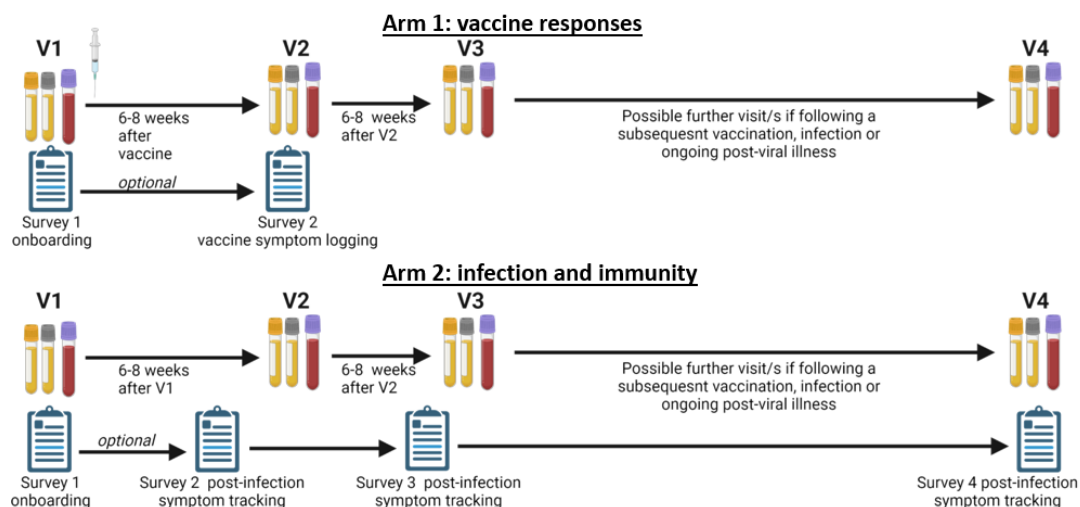 Arm 1: vaccine responses
V1
V2
V3
V4
6-8 weeks
after
vaccine
6-8 weeks
after V2
Possible further visit/s if following a
subsequesnt vaccination, infection or
ongoing post-viral illness
optional
Survey 1
onboarding
Survey 2
vaccine symptom logging
Arm 2: infection and immunity
V1
V2
V3
V4
6-8 weeks
after V1
6-8 weeks
after V2
Possible further visit/s if following a
subsequesnt vaccination, infection or
ongoing post-viral illness
optional
Survey 1
onboarding
Survey 2 post-infection
symptom tracking
Survey 3 post-infection
symptom tracking
Survey 4 post-infection
symptom tracking